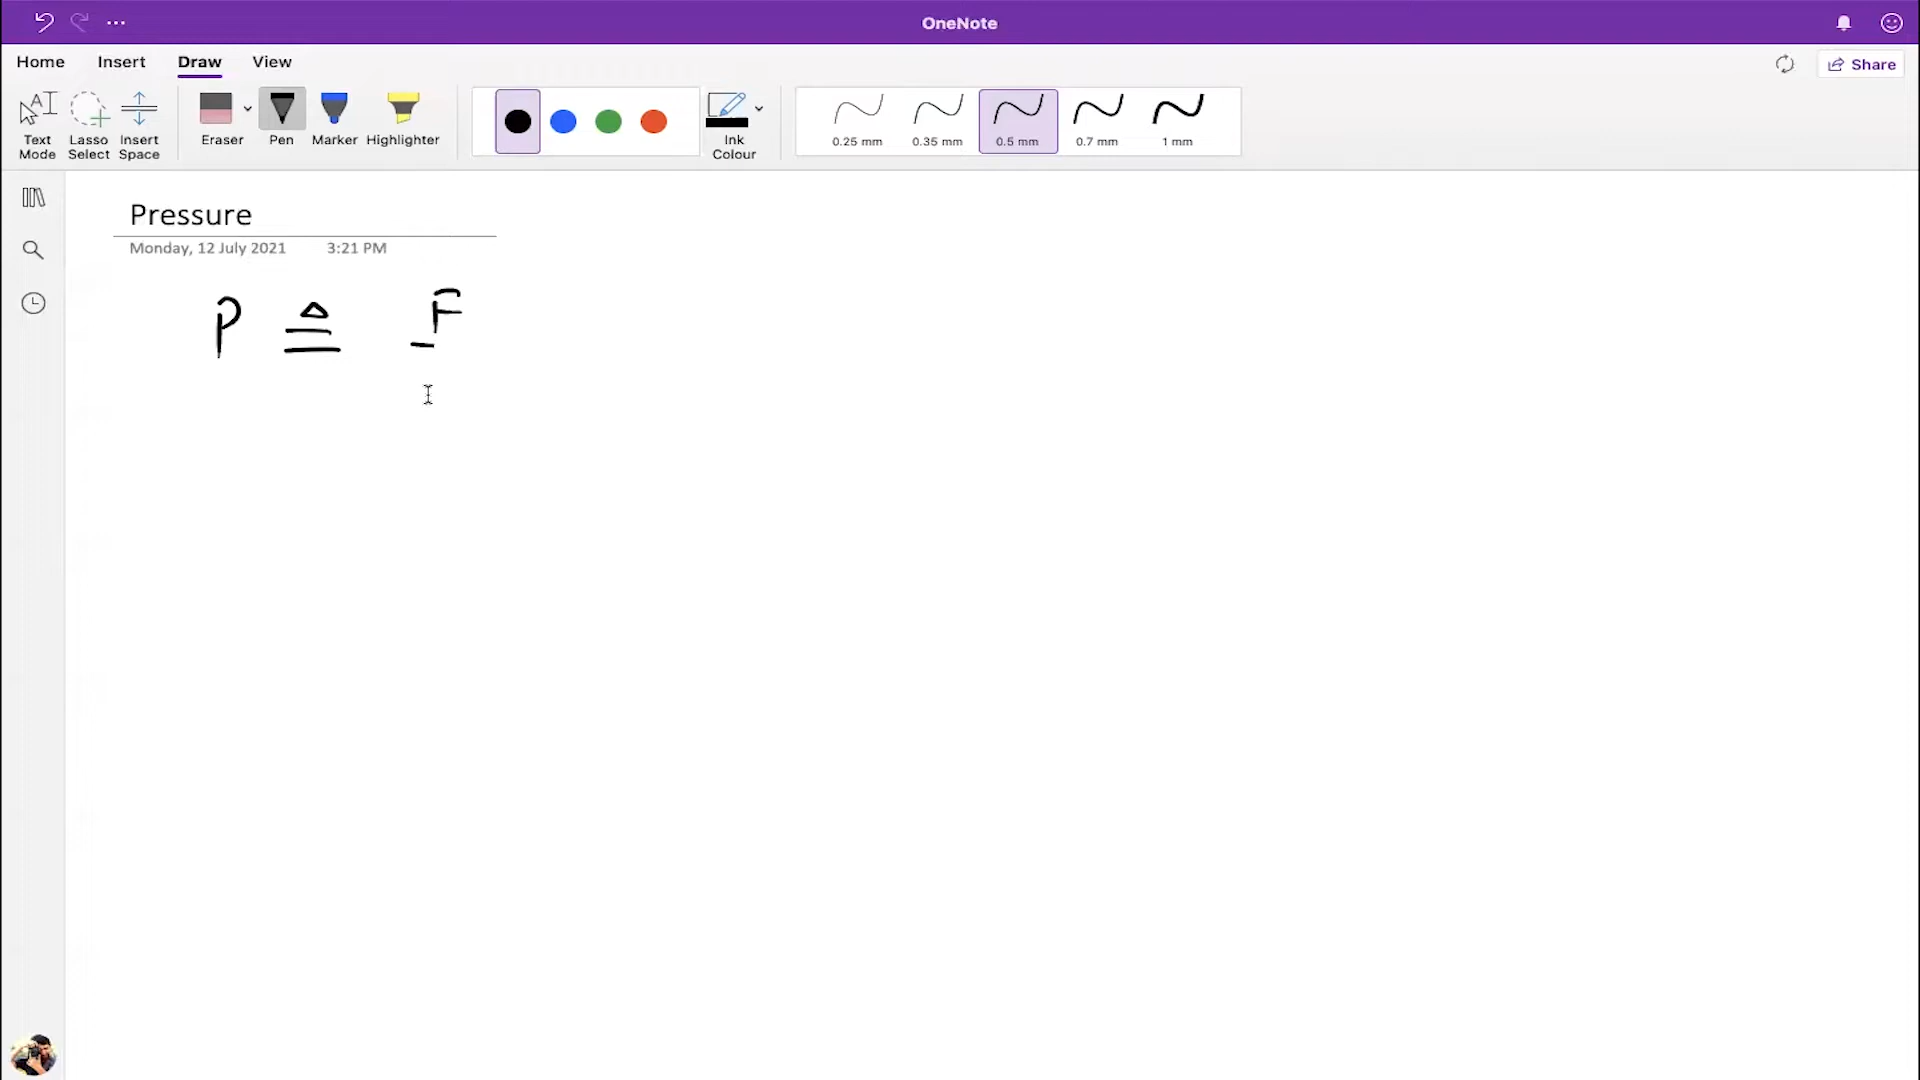 OneNote
Home Insert Draw View Share
Text Mode Lasso Select Insert Space Eraser Pen Marker Highlighter Ink Colour 0.25 mm 0.35 mm 0.5 mm 0.7 mm 1 mm
Pressure
Monday, 12 July 2021 3:21 PM
P ≜ F